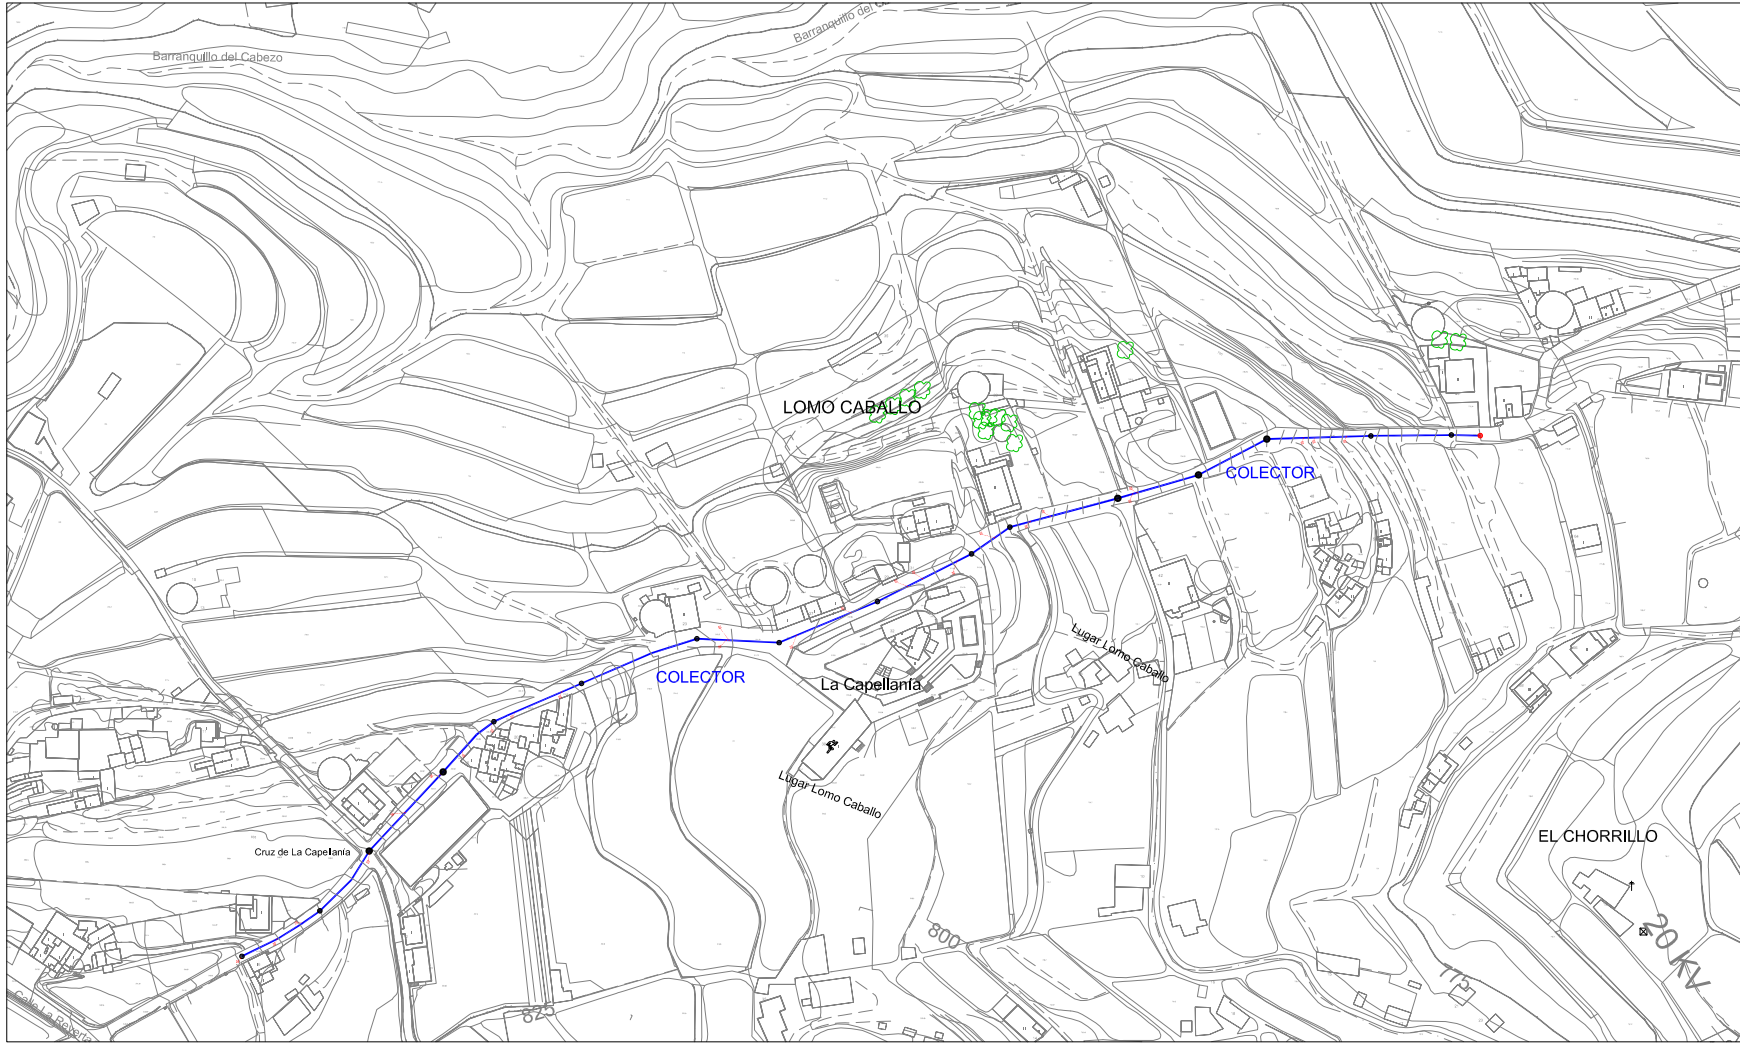 Barranquillo del Cabezo
Barranquillo del
LOMO CABALLO
COLECTOR
Lugar Lomo Caballo
COLECTOR
La Capellanía
Lugar Lomo Caballo
EL CHORRILLO
Cruz de La Capellanía
800
20 KV
775
825
Calle La Reverta